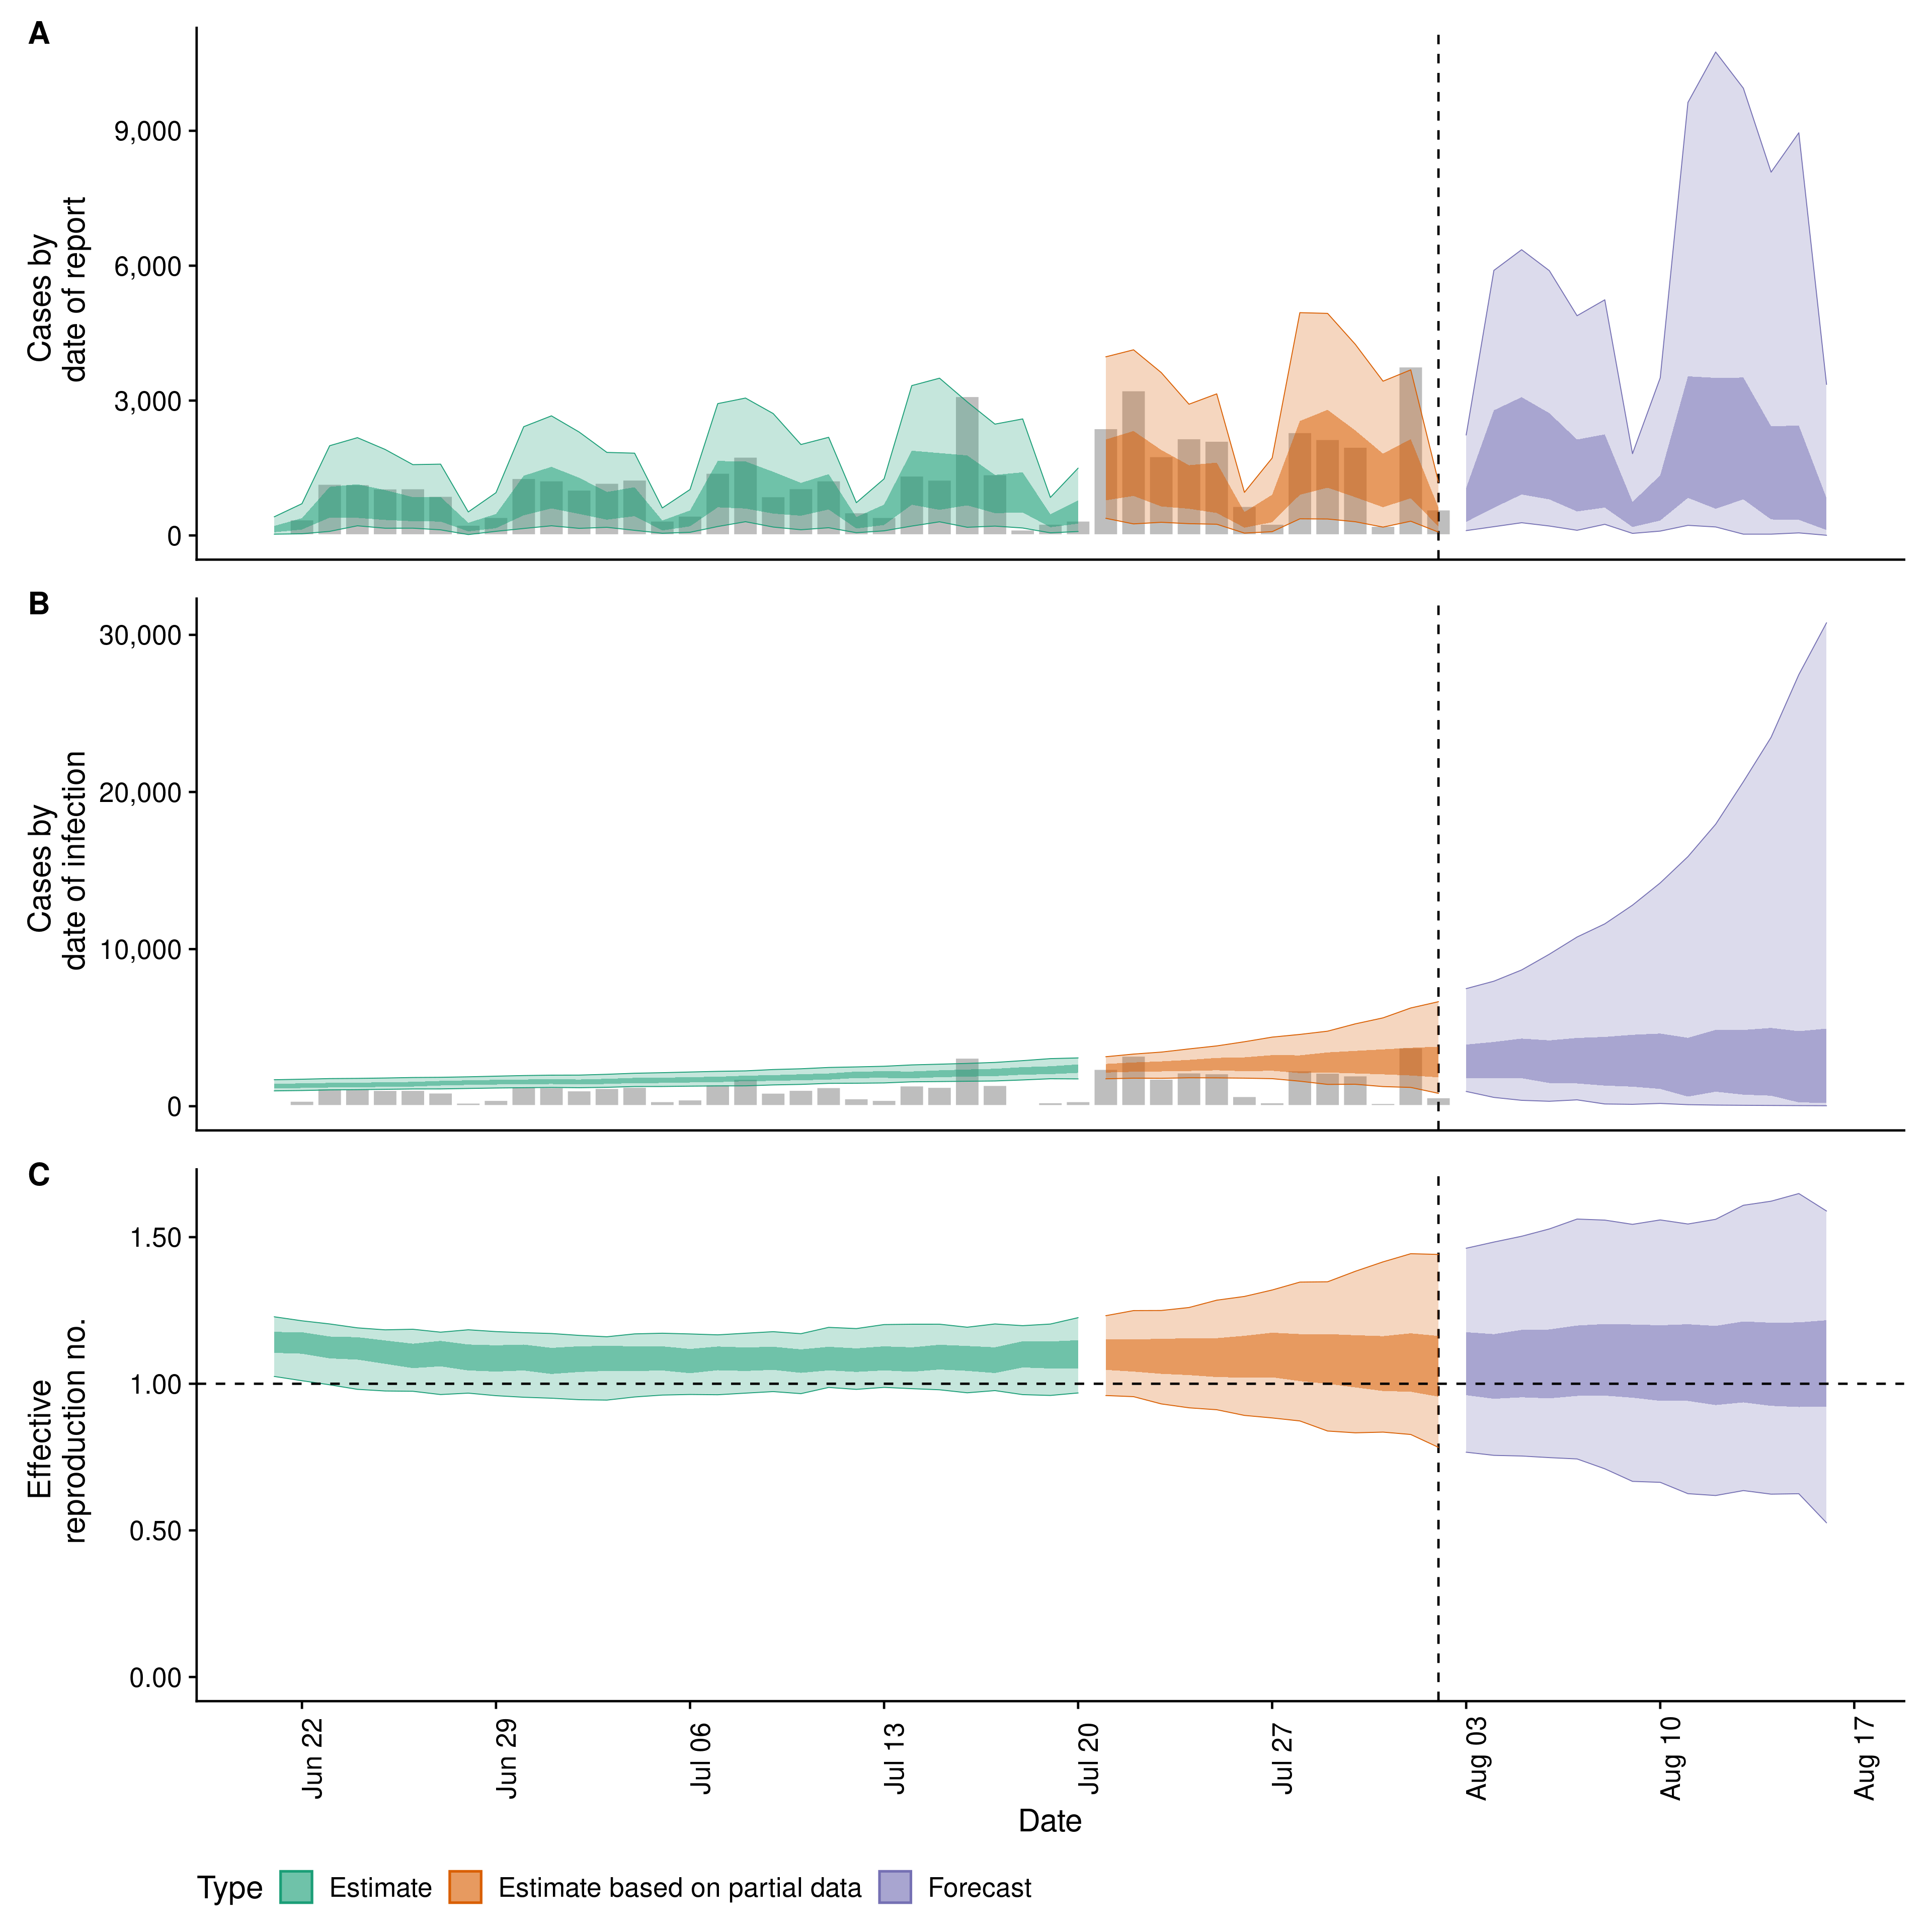 A
Cases by
date of report
9,000
6,000
3,000
0
B
Cases by
date of infection
30,000
20,000
10,000
0
C
Effective
reproduction no.
1.50
1.00
0.50
0.00
Jun 22
Jun 29
Jul 06
Jul 13
Jul 20
Jul 27
Aug 03
Aug 10
Aug 17
Date
Type Estimate Estimate based on partial data Forecast